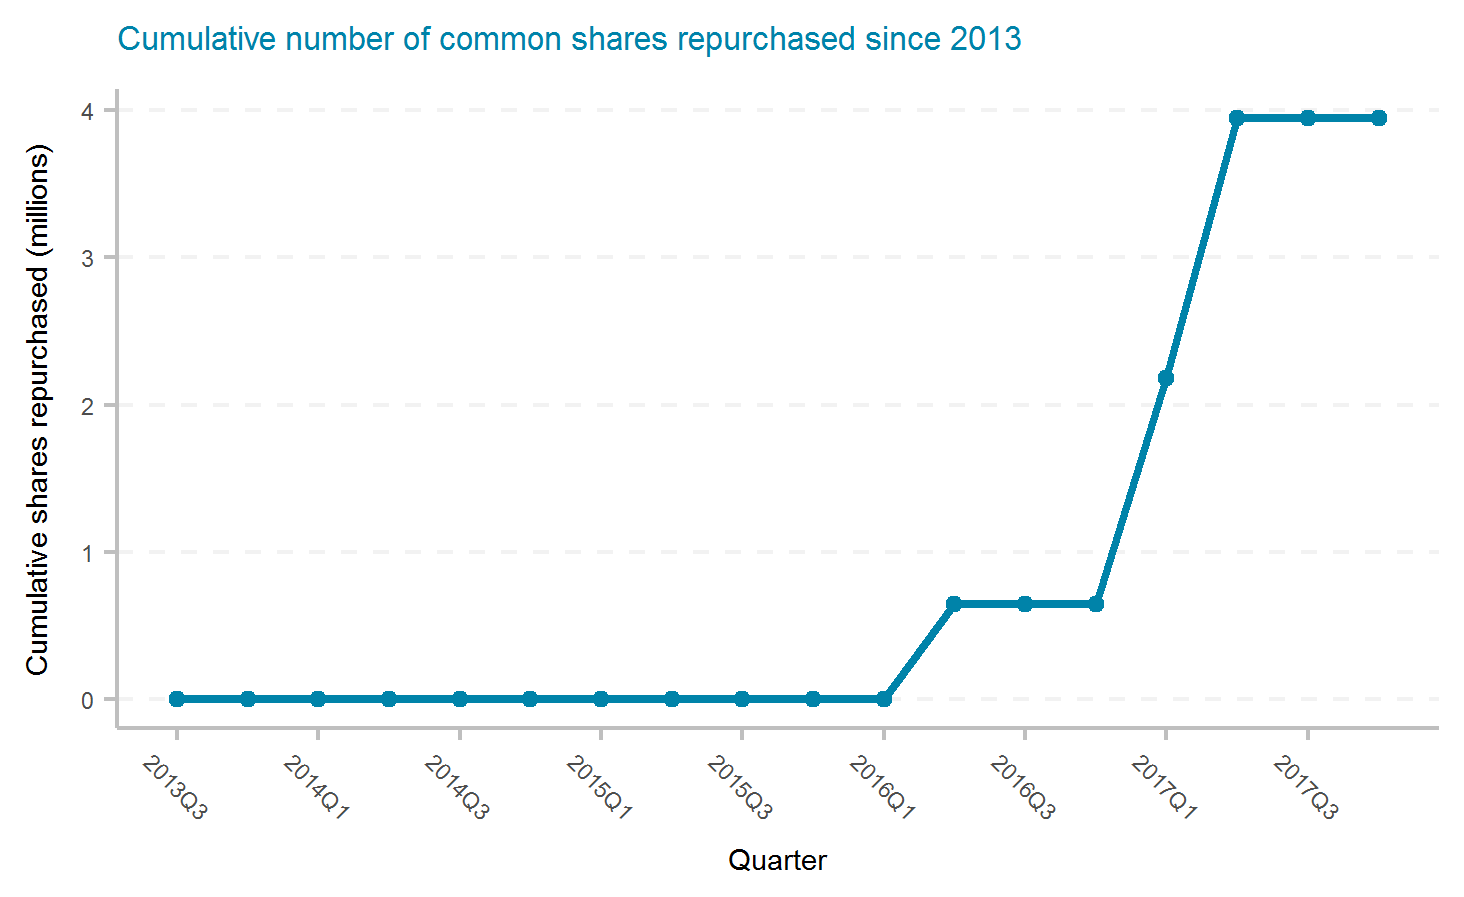 Cumulative number of common shares repurchased since 2013
Cumulative shares repurchased (millions)
4
3
2
1
0
2013Q3
2014Q1
2014Q3
2015Q1
2015Q3
2016Q1
2016Q3
2017Q1
2017Q3
Quarter